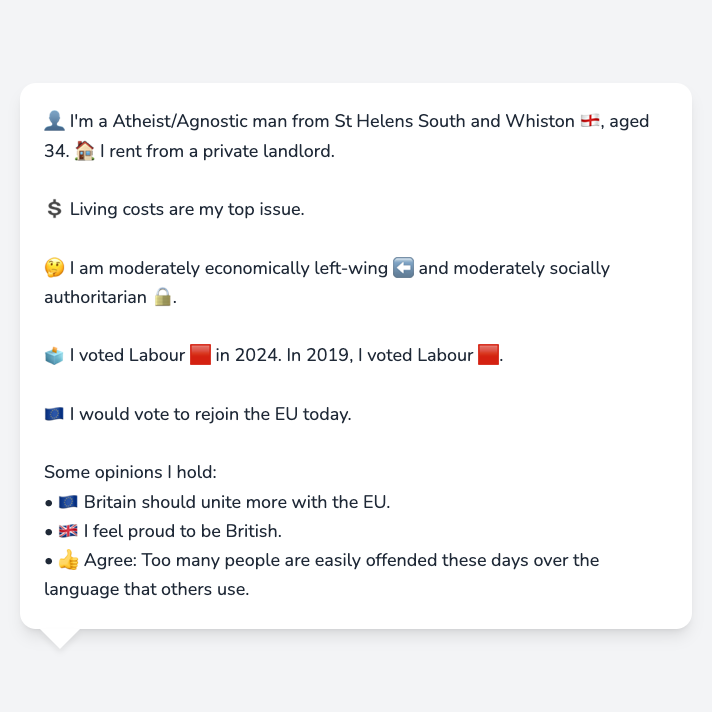 👤 I'm a Atheist/Agnostic man from St Helens South and Whiston 🏴󠁧󠁢󠁥󠁮󠁧󠁿, aged
34. 🏠 I rent from a private landlord.
💲 Living costs are my top issue.
🤔 I am moderately economically left-wing ⬅️ and moderately socially
authoritarian 🔒.
🗳️ I voted Labour 🟥 in 2024. In 2019, I voted Labour 🟥.
🇪🇺 I would vote to rejoin the EU today.
Some opinions I hold:
• 🇪🇺 Britain should unite more with the EU.
• 🇬🇧 I feel proud to be British.
• 👍 Agree: Too many people are easily offended these days over the
language that others use.